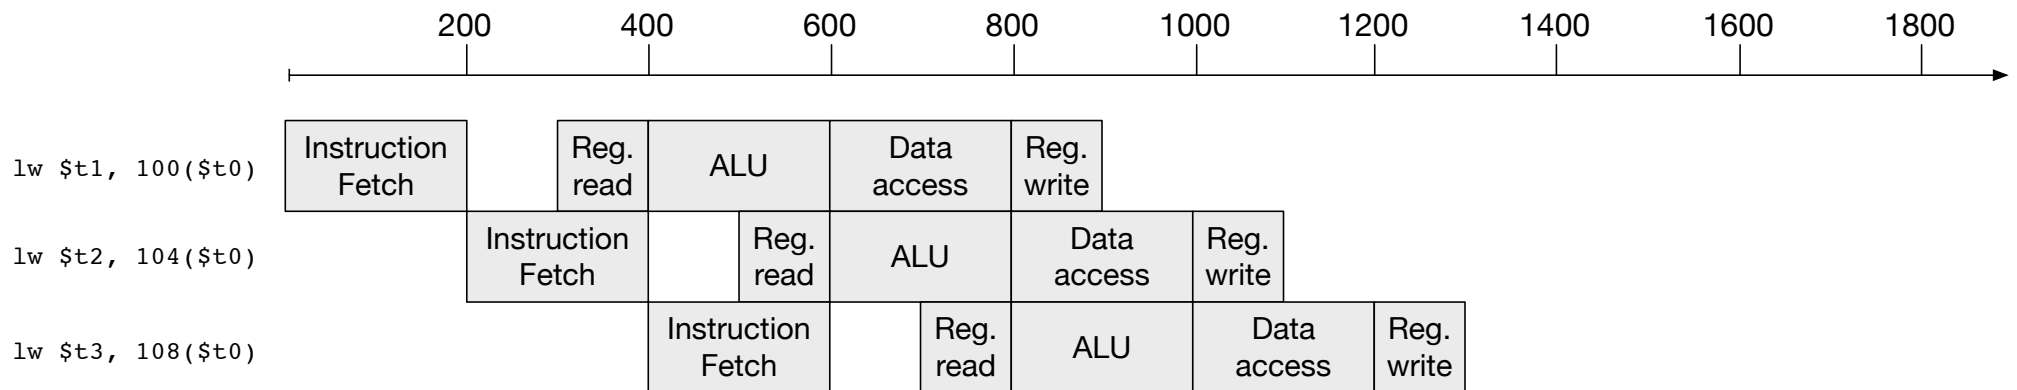 200 400 600 800 1000 1200 1400 1600 1800
lw $t1, 100($t0)
Instruction
Fetch
Reg.
read
ALU
Data
access
Reg.
write
lw $t2, 104($t0)
Instruction
Fetch
Reg.
read
ALU
Data
access
Reg.
write
lw $t3, 108($t0)
Instruction
Fetch
Reg.
read
ALU
Data
access
Reg.
write